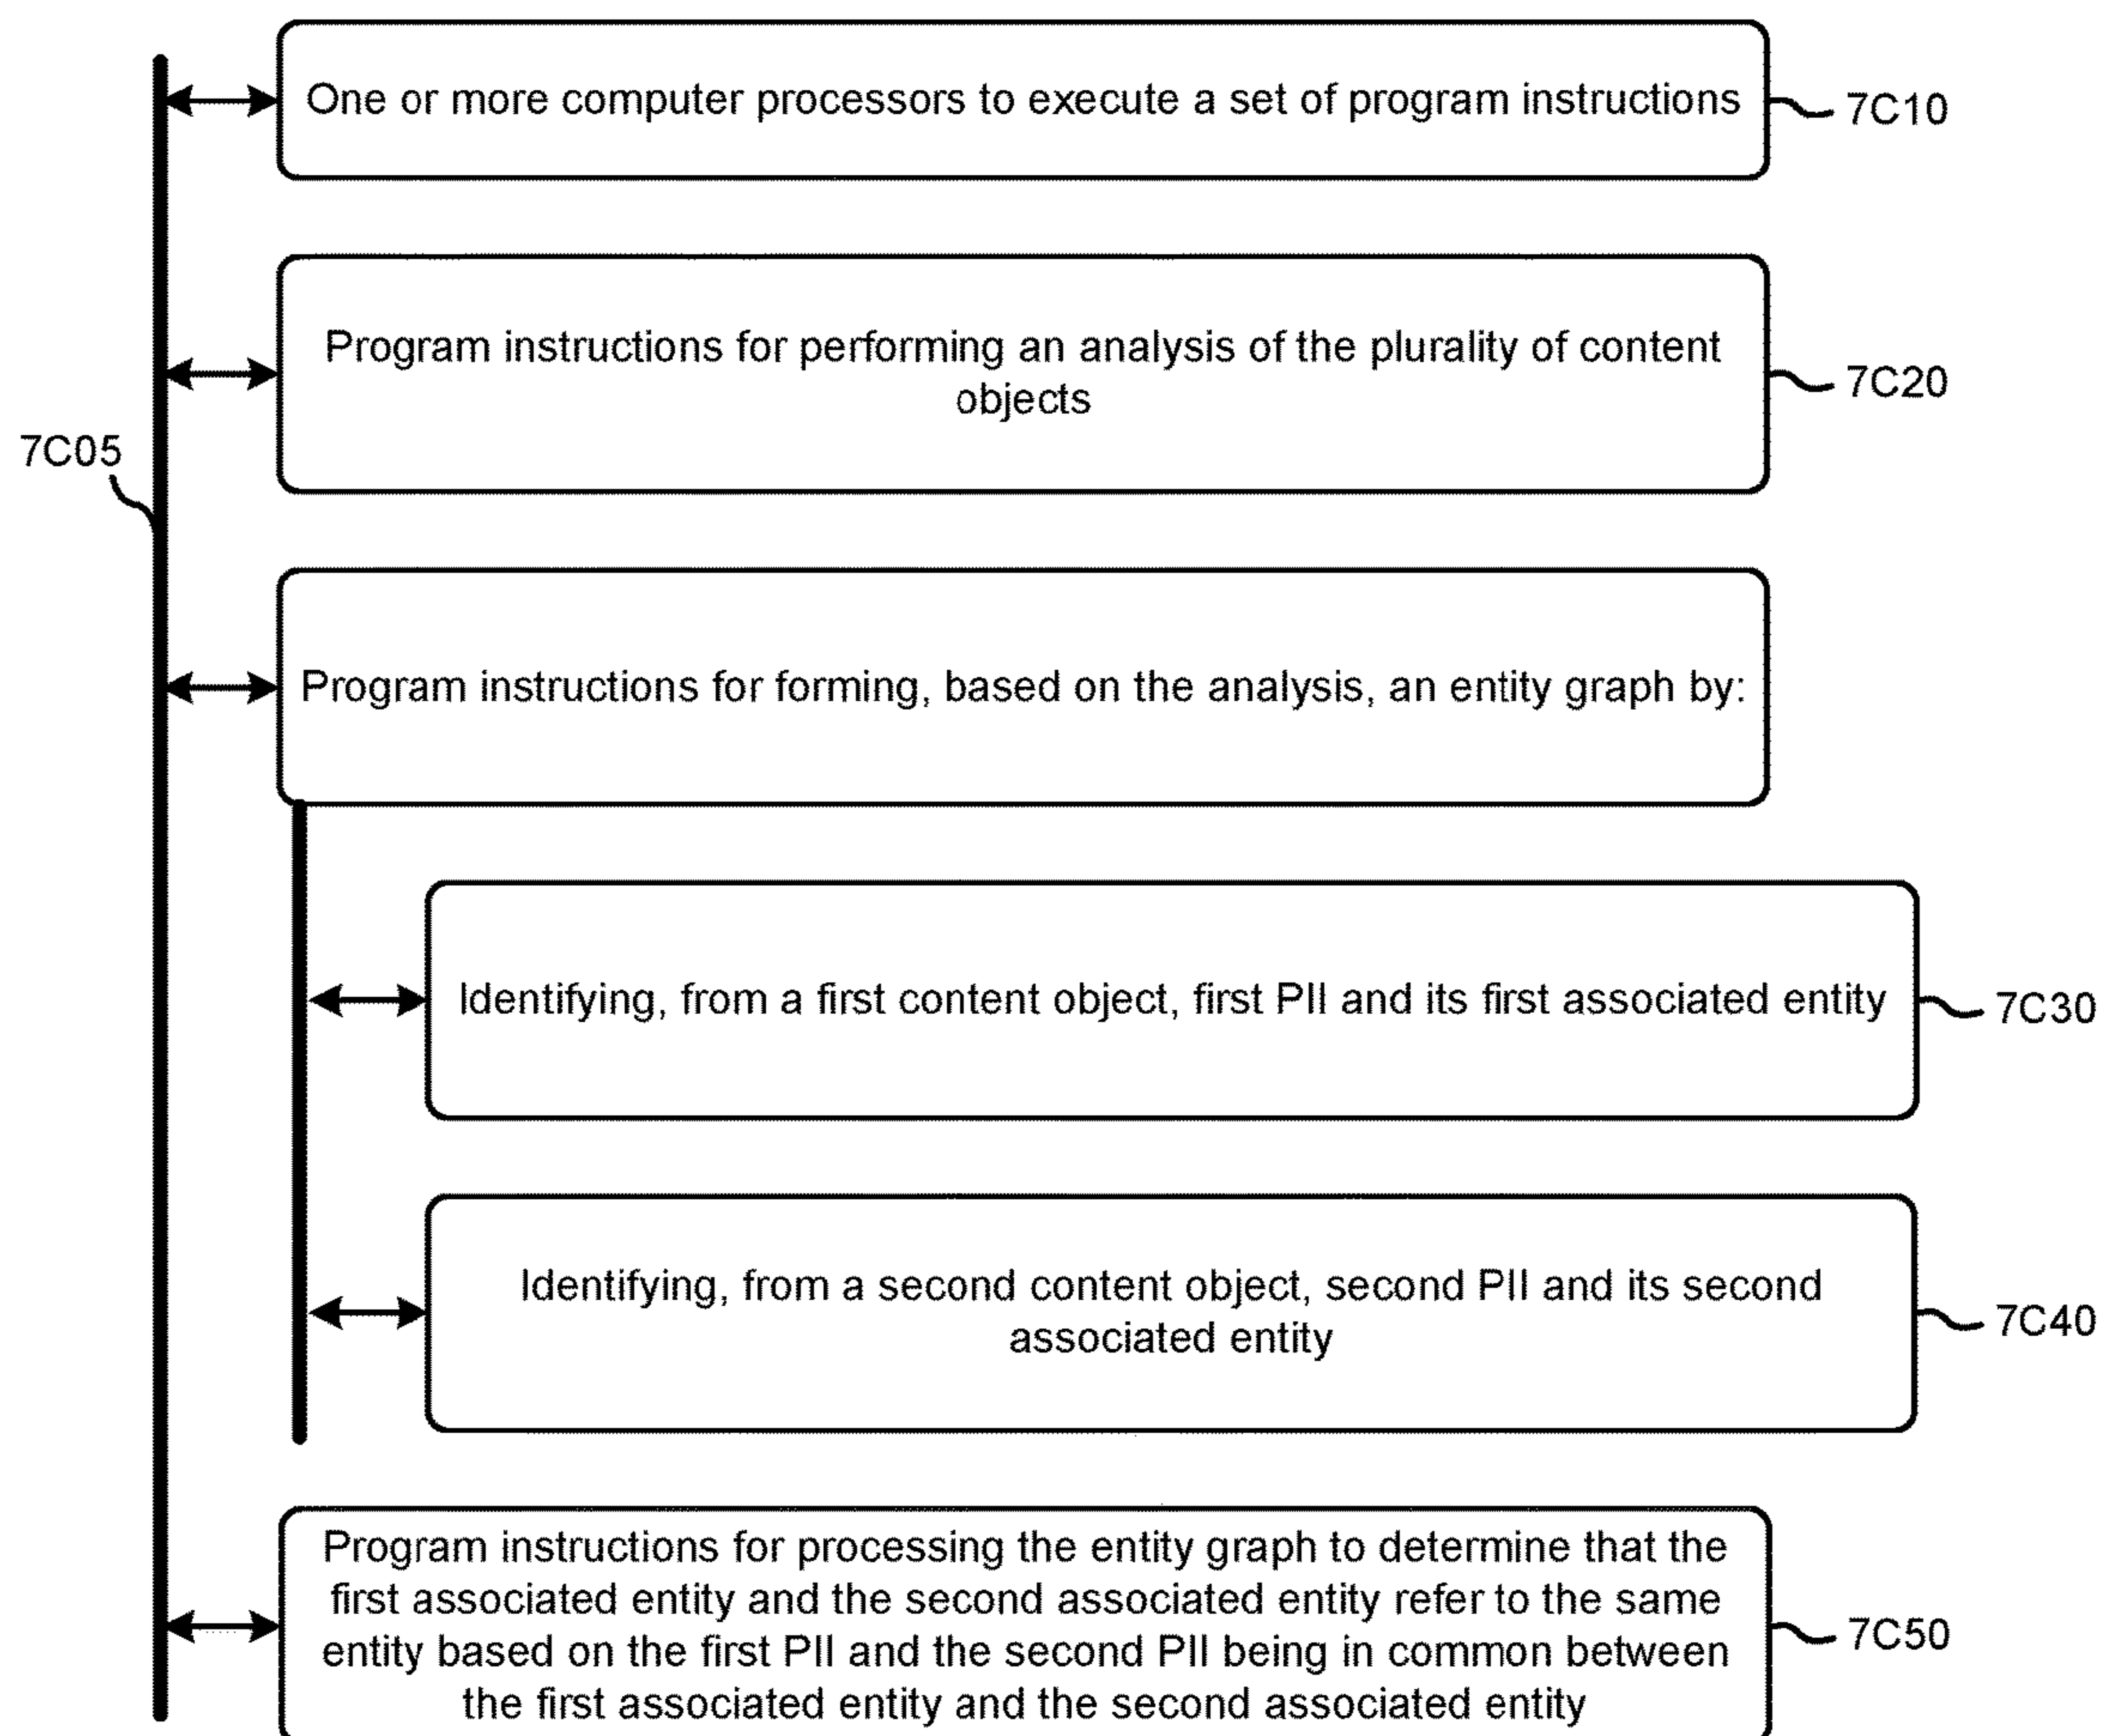 One or more computer processors to execute a set of program instructions
7C10
Program instructions for performing an analysis of the plurality of content
objects
7C20
7C05
Program instructions for forming, based on the analysis, an entity graph by:
Identifying, from a first content object, first PII and its first associated entity
7C30
Identifying, from a second content object, second PII and its second
associated entity
7C40
Program instructions for processing the entity graph to determine that the
first associated entity and the second associated entity refer to the same
entity based on the first PII and the second PII being in common between
the first associated entity and the second associated entity
7C50